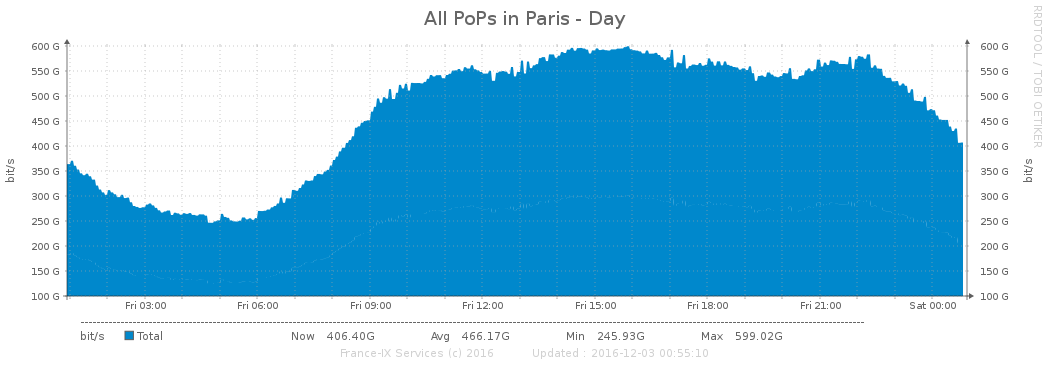 All PoPs in Paris - Day
RRDTOOL / TOBI OETIKER
600 G 600 G
550 G 550 G
500 G 500 G
450 G 450 G
400 G 400 G
350 G 350 G
300 G 300 G
250 G 250 G
200 G 200 G
150 G 150 G
100 G 100 G
bit/s bit/s
Fri 03:00 Fri 06:00 Fri 09:00 Fri 12:00 Fri 15:00 Fri 18:00 Fri 21:00 Sat 00:00
bit/s Total Now 406.40G Avg 466.17G Min 245.93G Max 599.02G
France-IX Services (c) 2016 Updated : 2016-12-03 00:55:10